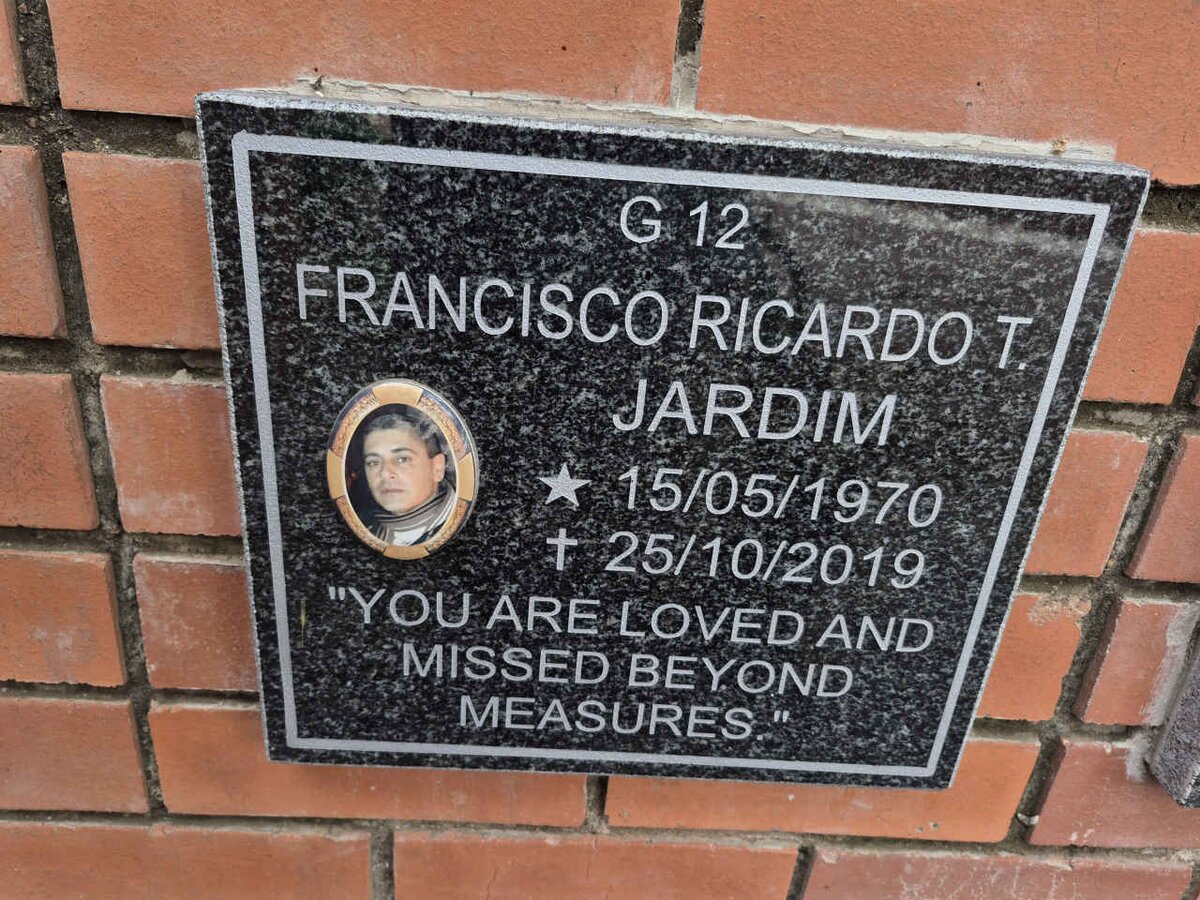 G 12
FRANCISCO RICARDO T.
JARDIM
15/05/1970
25/10/2019
"YOU ARE LOVED AND
MISSED BEYOND
MEASURES."